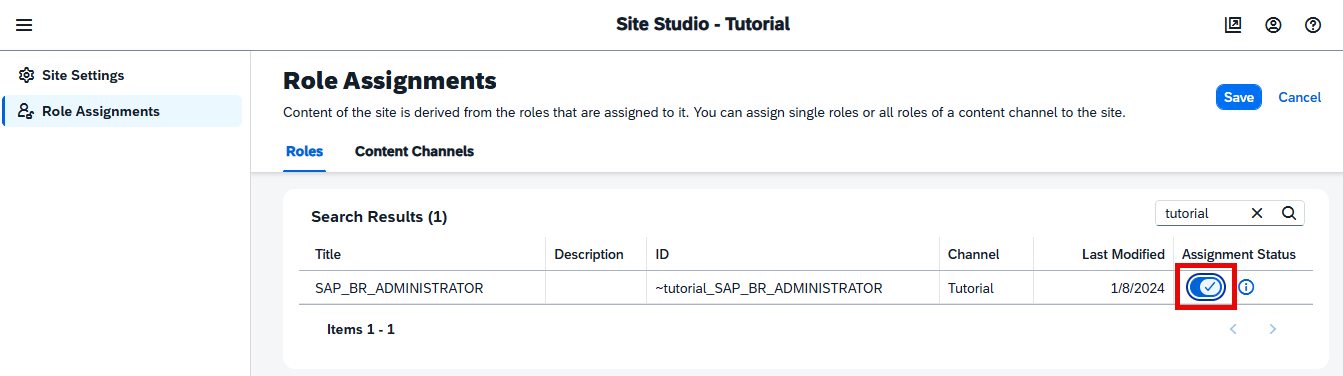 Site Studio - Tutorial
Site Settings
Role Assignments
Role Assignments
Content of the site is derived from the roles that are assigned to it. You can assign single roles or all roles of a content channel to the site.
Save Cancel
Roles Content Channels
Search Results (1) tutorial
Title Description ID Channel Last Modified Assignment Status
SAP_BR_ADMINISTRATOR ~tutorial_SAP_BR_ADMINISTRATOR Tutorial 1/8/2024
Items 1 - 1